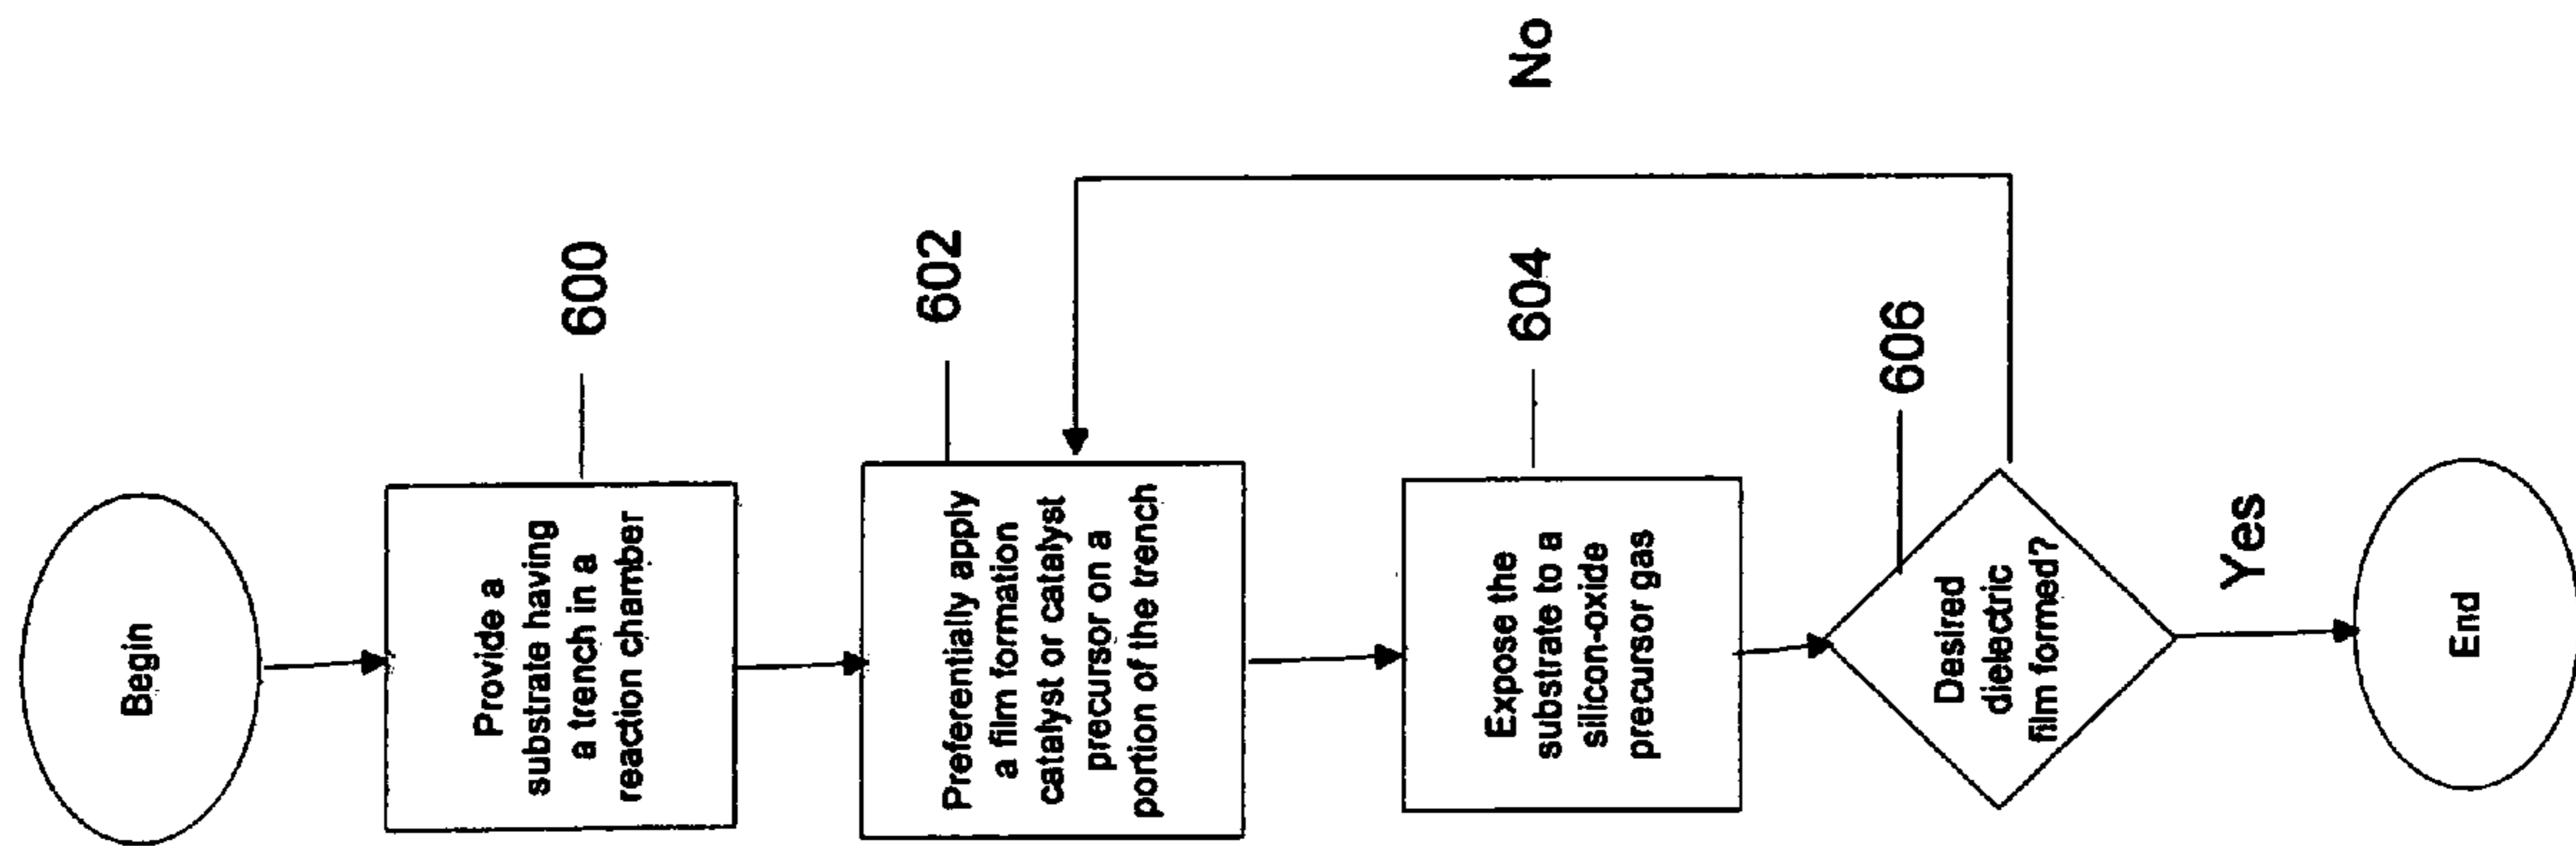 Begin
Provide a
substrate having
a trench in a
reaction chamber
600
Preferentially apply
a film formation
catalyst or catalyst
precursor on a
portion of the trench
602
Expose the
substrate to a
silicon-oxide
precursor gas
604
No
Desired
dielectric
film formed?
606
Yes
End